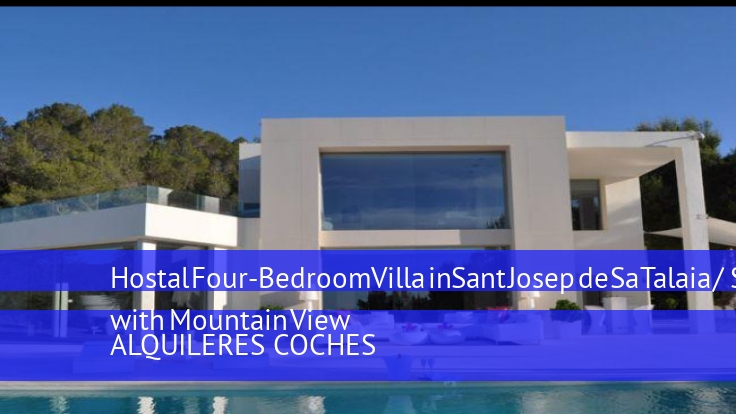 Hostal Four-Bedroom Villa in Sant Josep de Sa Talaia / S
with Mountain View
ALQUILERES COCHES